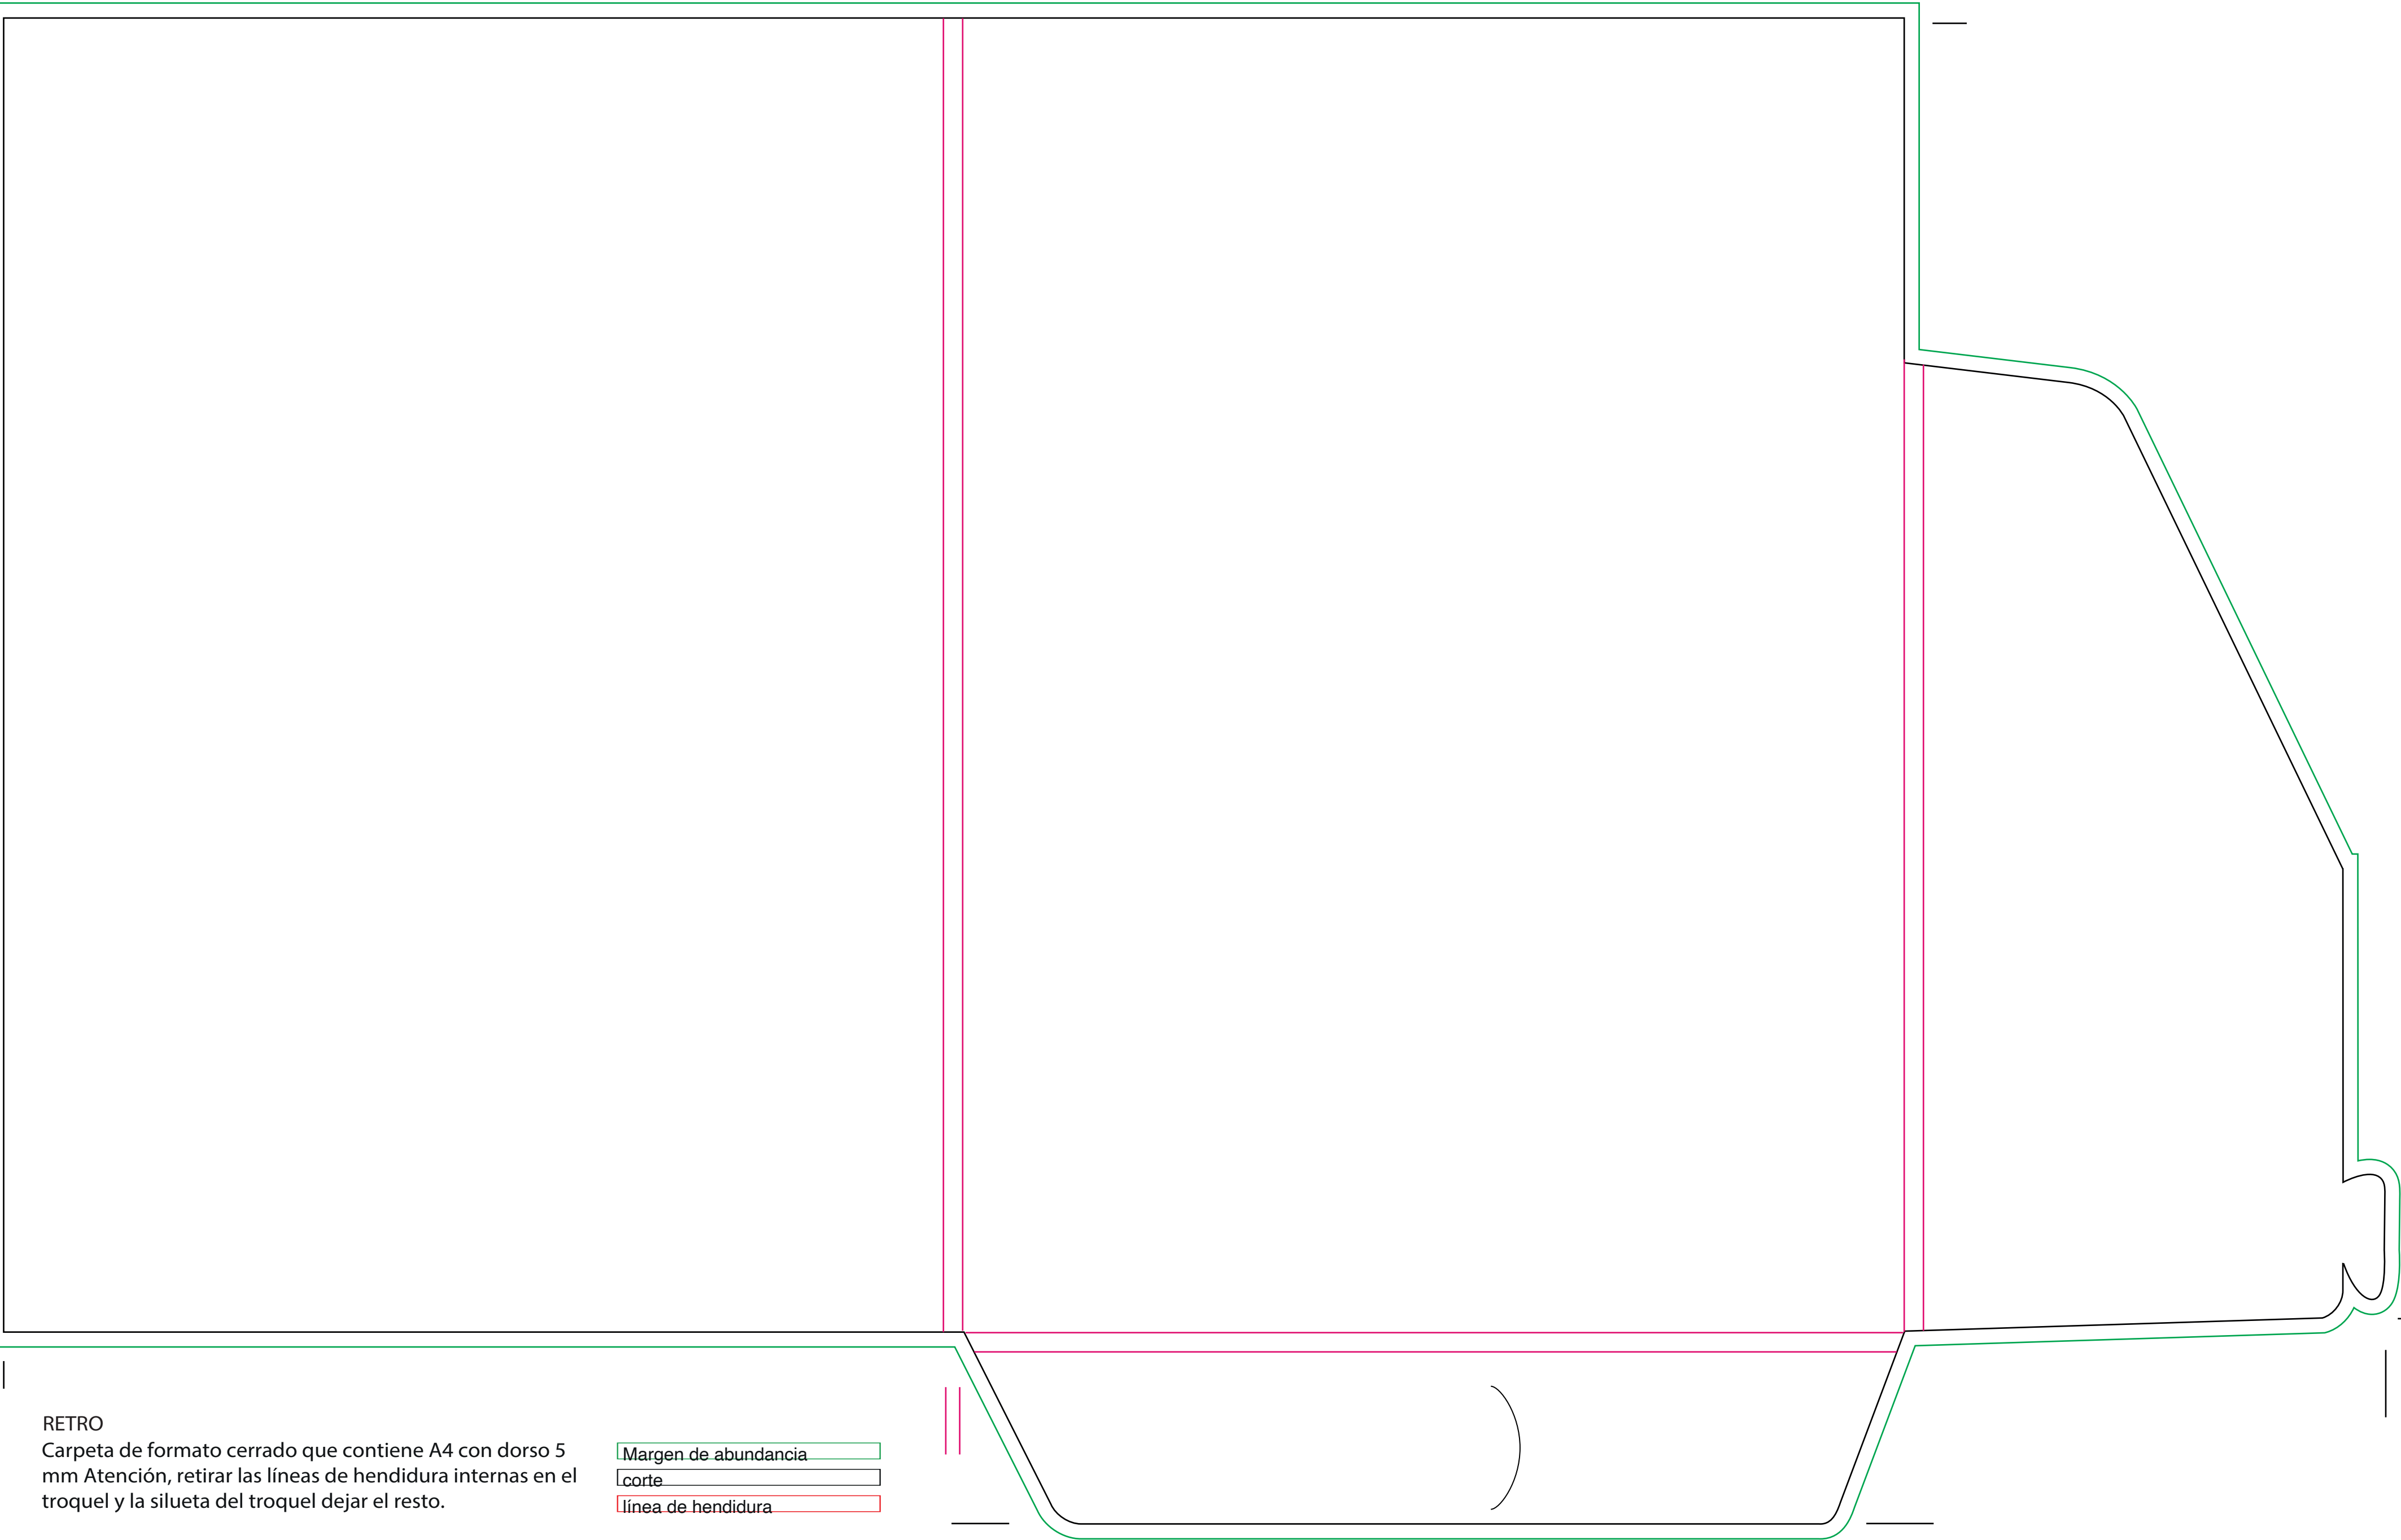 RETRO
Carpeta de formato cerrado que contiene A4 con dorso 5
mm Atención, retirar las líneas de hendidura internas en el
troquel y la silueta del troquel dejar el resto.
Margen de abundancia
corte
línea de hendidura